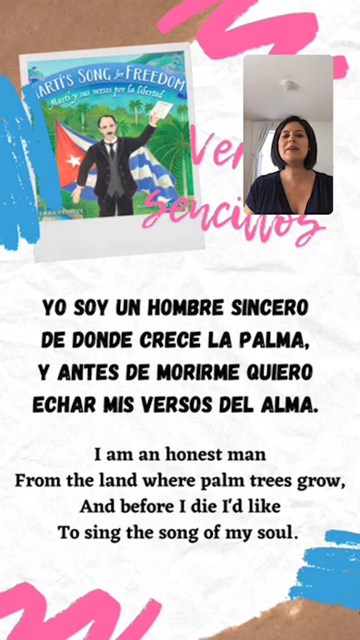 MARTÍ'S SONG for FREEDOM
Martí y sus versos por la libertad
sencillos
YO SOY UN HOMBRE SINCERO
DE DONDE CRECE LA PALMA,
Y ANTES DE MORIRME QUIERO
ECHAR MIS VERSOS DEL ALMA.
I am an honest man
From the land where palm trees grow,
And before I die I'd like
To sing the song of my soul.